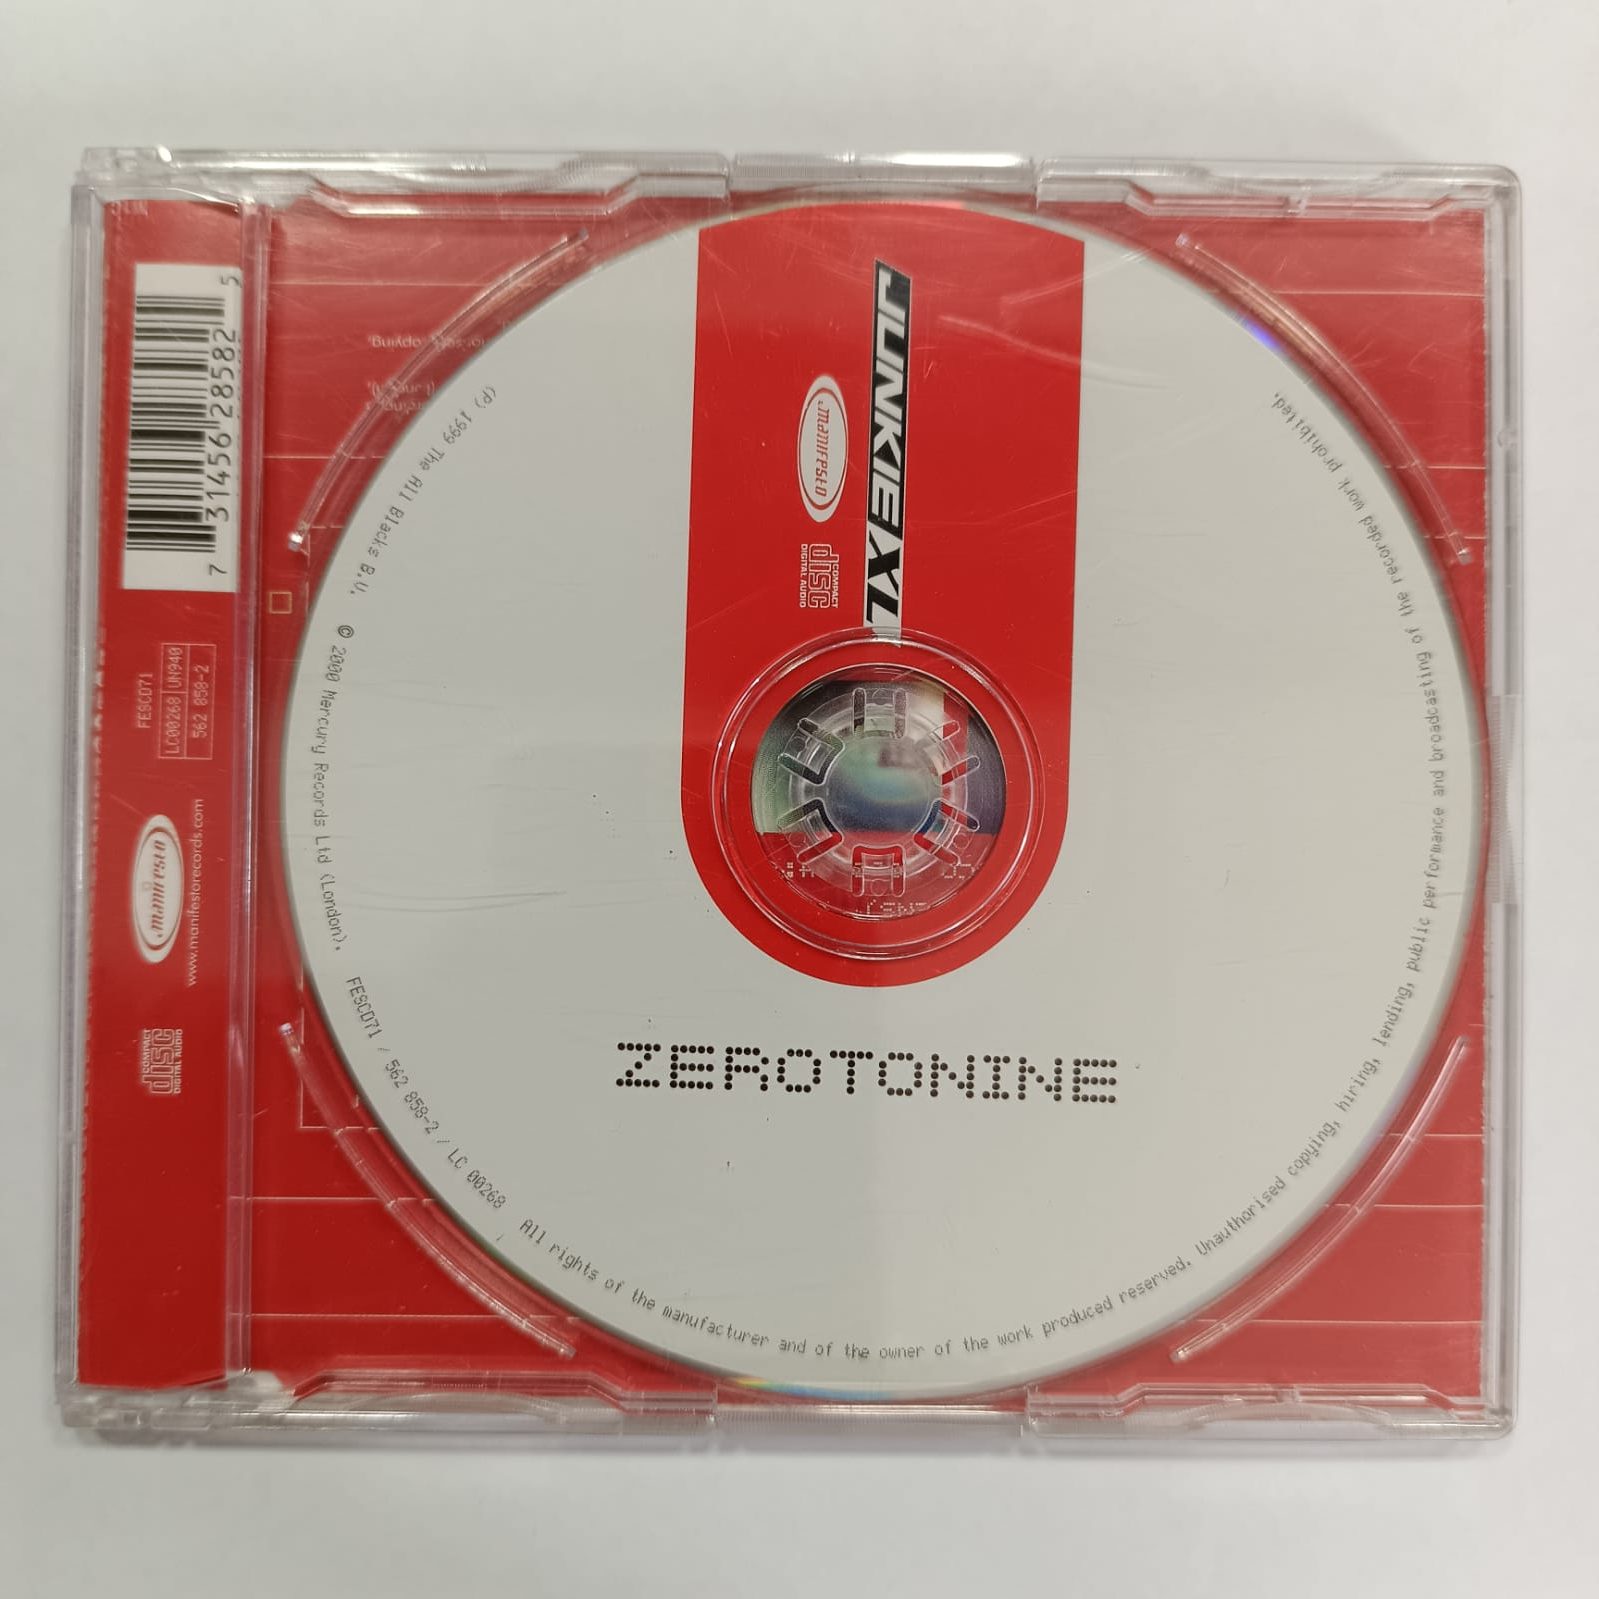 7 31456 28582 5
FESCD71
LC00268 UN940
562 858-2
.manifesto
www.manifestorecords.com
COMPACT
disc
DIGITAL AUDIO
JUNKIEXL
.manifesto
COMPACT
disc
DIGITAL AUDIO
ZEROTONINE
(P) 1999 The All Blacks B.V. © 2000 Mercury Records Ltd (London). FESCD71 / 562 858-2 / LC 00268 All rights of the manufacturer and of the owner of the work produced reserved. Unauthorised copying, hiring, lending, public performance and broadcasting of the recorded work prohibited.